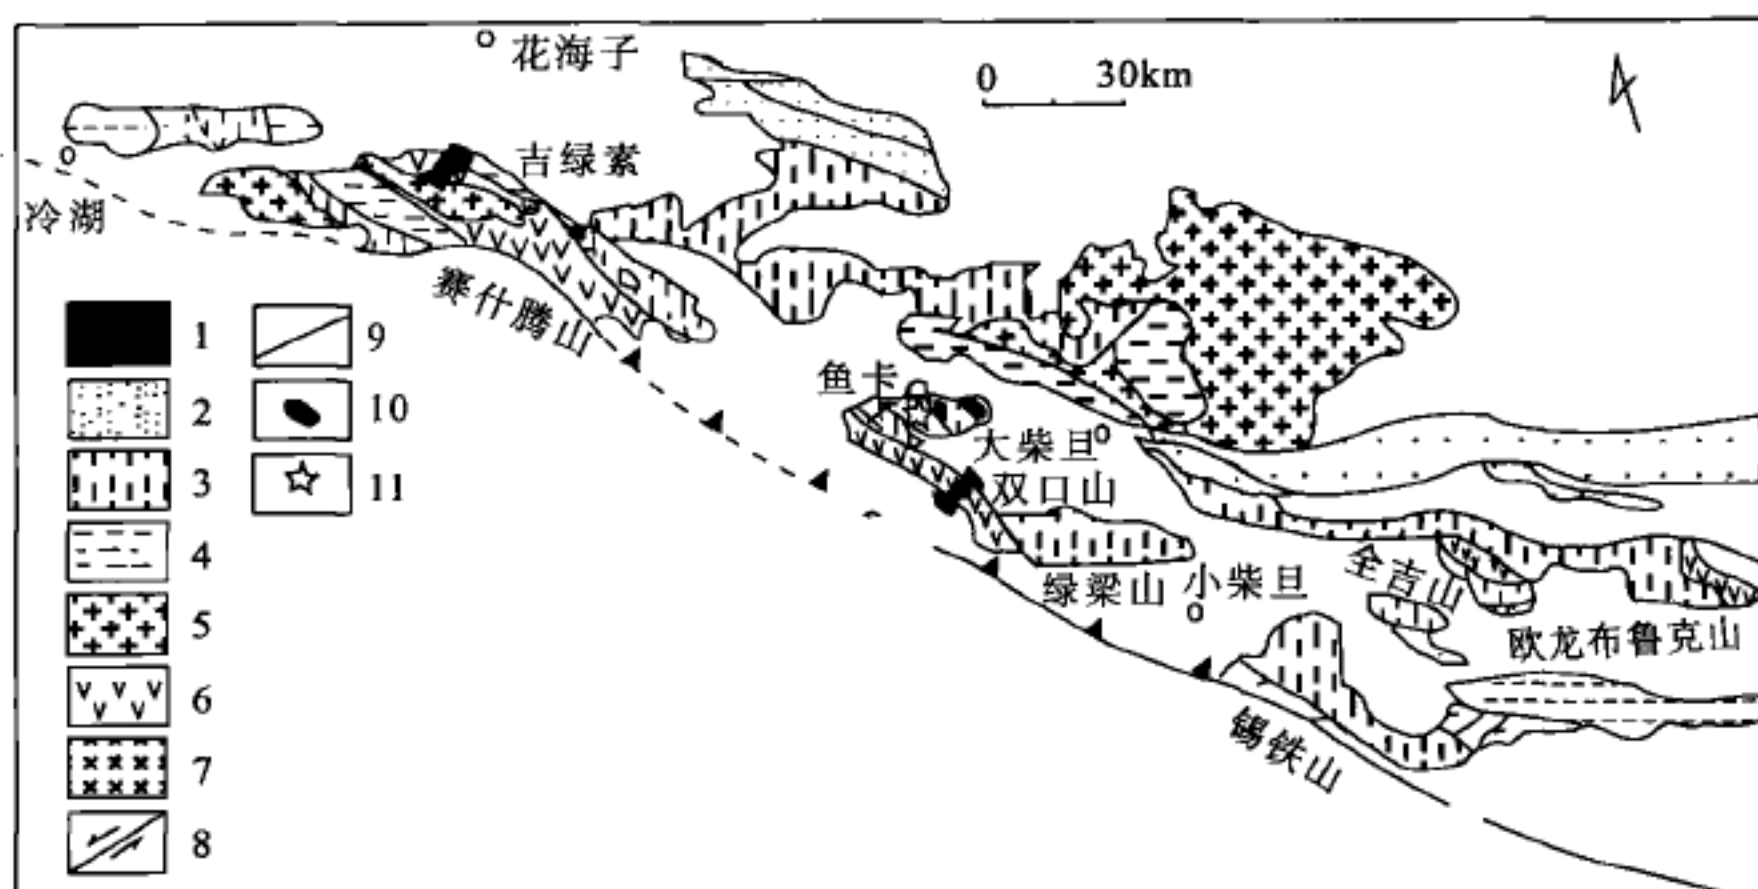 花海子
0 30km
吉绿素
冷湖
赛什腾山
鱼卡
大柴旦
双口山
绿梁山
小柴旦
全吉山
欧龙布鲁克山
锡铁山
1
2
3
4
5
6
7
8
9
10
11